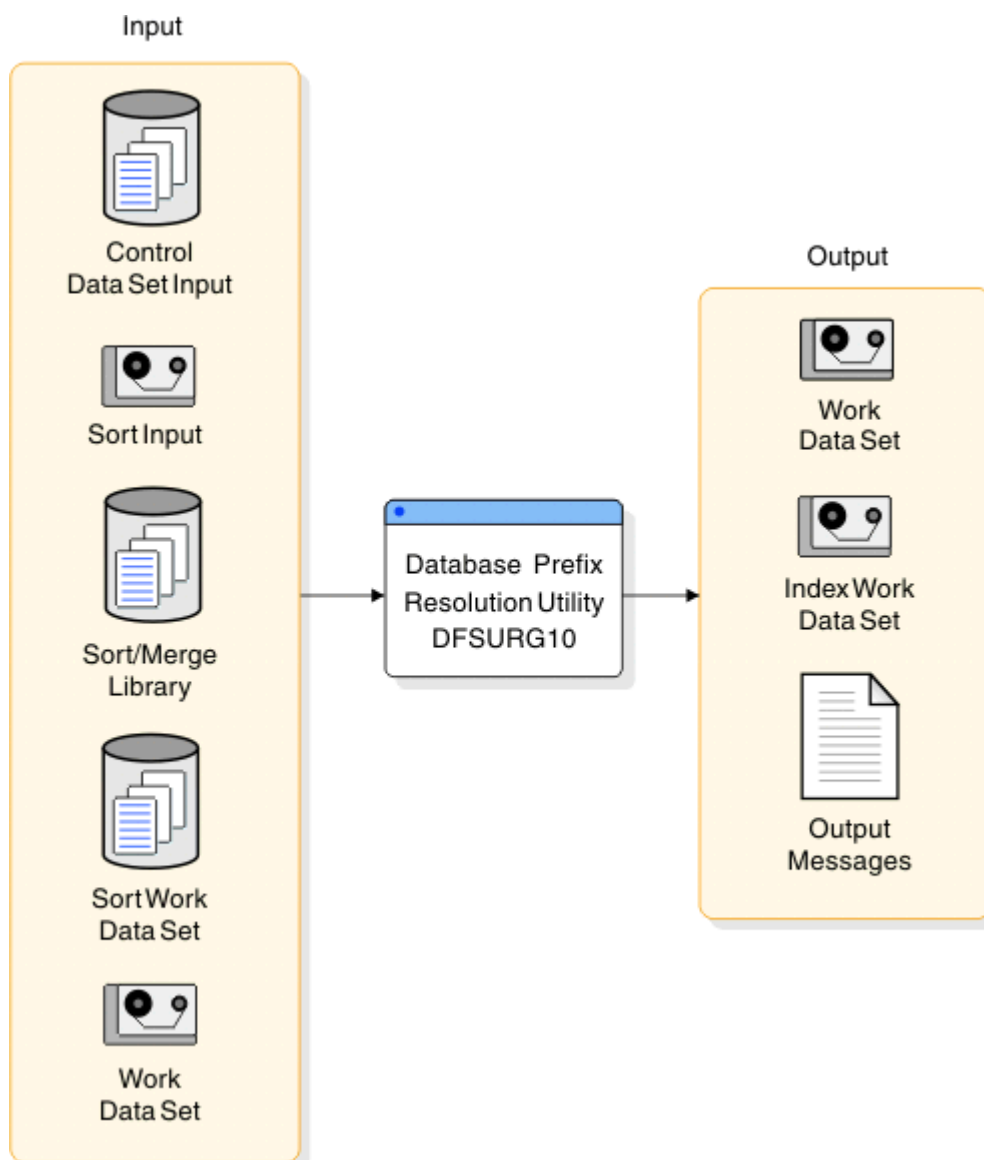 Input
Control
Data Set Input
Sort Input
Sort/Merge
Library
Sort Work
Data Set
Work
Data Set
Database Prefix
Resolution Utility
DFSURG10
Output
Work
Data Set
Index Work
Data Set
Output
Messages